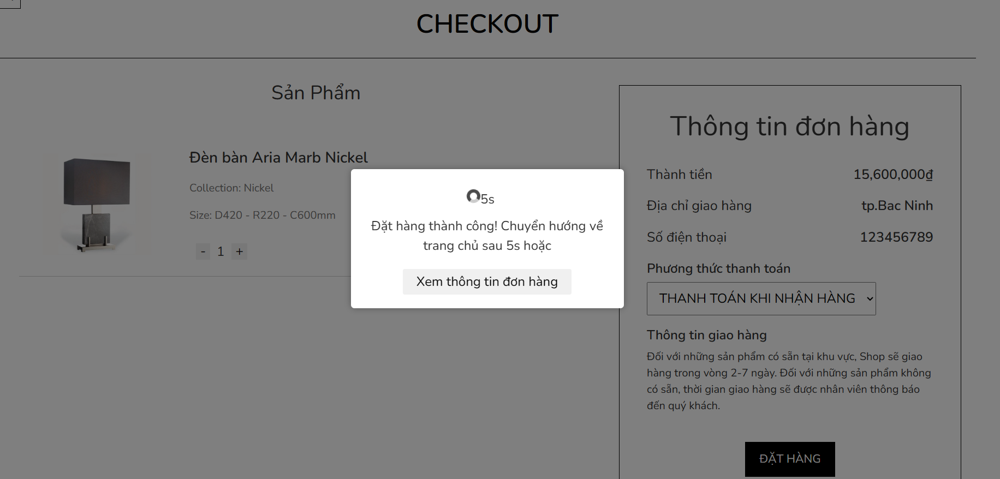 CHECKOUT
Sản Phẩm
Đèn bàn Aria Marb Nickel
Collection: Nickel
Size: D420 - R220 - C600mm
- 1 +
5s
Đặt hàng thành công! Chuyển hướng về
trang chủ sau 5s hoặc
Xem thông tin đơn hàng
Thông tin đơn hàng
Thành tiền 15,600,000₫
Địa chỉ giao hàng tp.Bac Ninh
Số điện thoại 123456789
Phương thức thanh toán
THANH TOÁN KHI NHẬN HÀNG
Thông tin giao hàng
Đối với những sản phẩm có sẵn tại khu vực, Shop sẽ giao
hàng trong vòng 2-7 ngày. Đối với những sản phẩm không
có sẵn, thời gian giao hàng sẽ được nhân viên thông báo
đến quý khách.
ĐẶT HÀNG